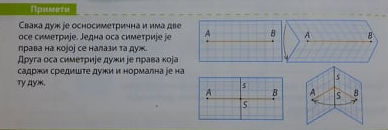 Примети
Свака дуж је осносиметрична и има две
осе симетрије. Једна оса симетрије је
права на којој се налази та дуж.
Друга оса симетрије дужи је права која
садржи средиште дужи и нормална је на
ту дуж.
A B A B
s s
A S B A S B